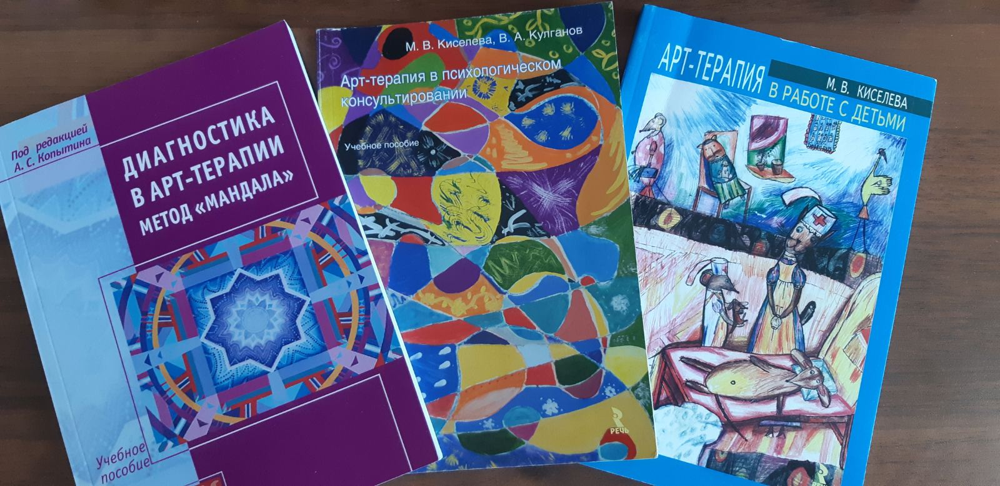 Под редакцией
А. С. Копытина
ДИАГНОСТИКА
В АРТ-ТЕРАПИИ
МЕТОД «МАНДАЛА»
Учебное
пособие
М. В. Киселева, В. А. Кулганов
Арт-терапия в психологическом
консультировании
Учебное пособие
РЕЧЬ
АРТ-ТЕРАПИЯ
М. В. КИСЕЛЕВА
В РАБОТЕ С ДЕТЬМИ